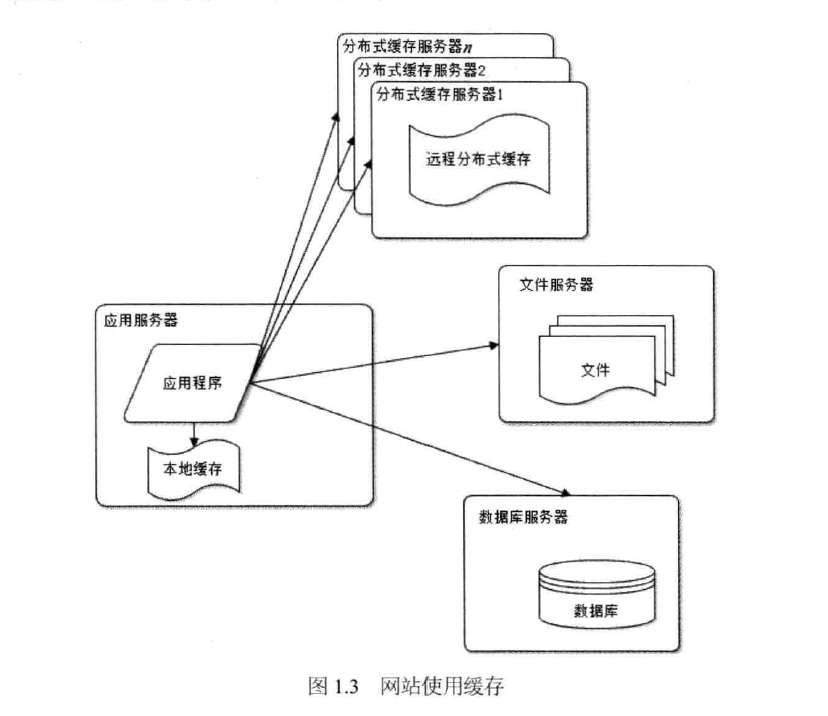 分布式缓存服务器n
分布式缓存服务器2
分布式缓存服务器1
远程分布式缓存
文件服务器
文件
应用服务器
应用程序
本地缓存
数据库服务器
数据库
图 1.3 网站使用缓存